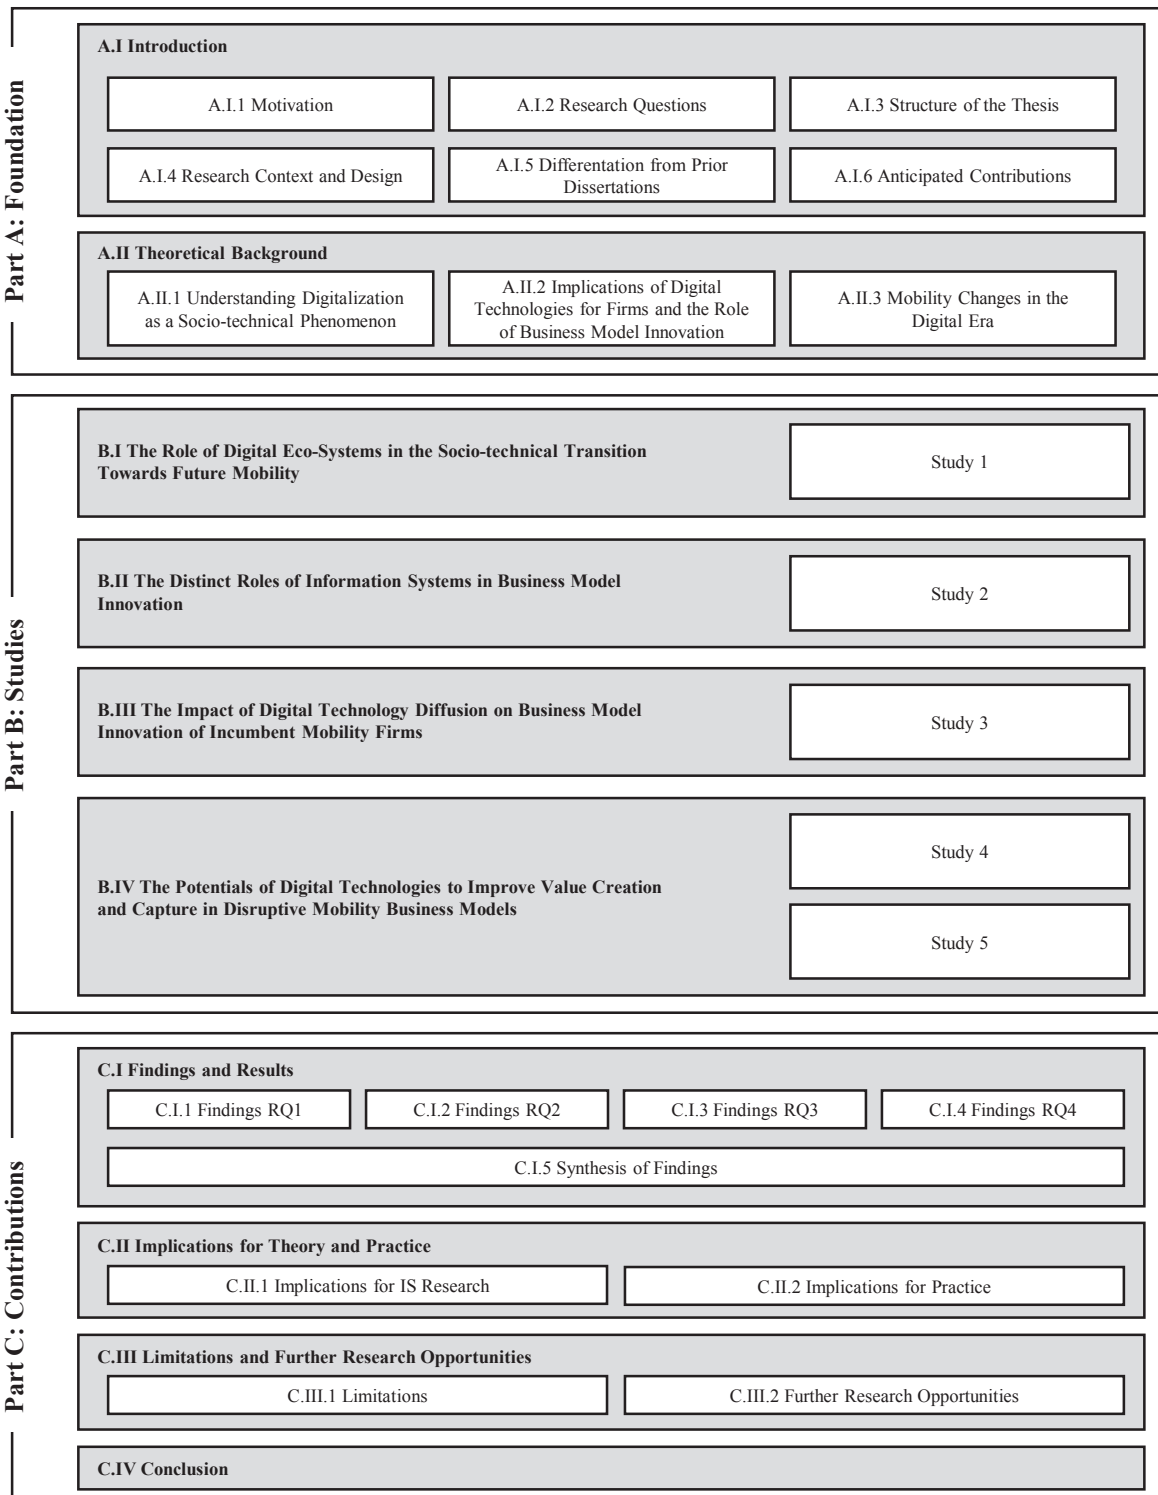 Part A: Foundation
A.I Introduction
A.I.1 Motivation
A.I.2 Research Questions
A.I.3 Structure of the Thesis
A.I.4 Research Context and Design
A.I.5 Differentation from Prior
Dissertations
A.I.6 Anticipated Contributions
A.II Theoretical Background
A.II.1 Understanding Digitalization
as a Socio-technical Phenomenon
A.II.2 Implications of Digital
Technologies for Firms and the Role
of Business Model Innovation
A.II.3 Mobility Changes in the
Digital Era
Part B: Studies
B.I The Role of Digital Eco-Systems in the Socio-technical Transition
Towards Future Mobility
Study 1
B.II The Distinct Roles of Information Systems in Business Model
Innovation
Study 2
B.III The Impact of Digital Technology Diffusion on Business Model
Innovation of Incumbent Mobility Firms
Study 3
B.IV The Potentials of Digital Technologies to Improve Value Creation
and Capture in Disruptive Mobility Business Models
Study 4
Study 5
Part C: Contributions
C.I Findings and Results
C.I.1 Findings RQ1
C.I.2 Findings RQ2
C.I.3 Findings RQ3
C.I.4 Findings RQ4
C.I.5 Synthesis of Findings
C.II Implications for Theory and Practice
C.II.1 Implications for IS Research
C.II.2 Implications for Practice
C.III Limitations and Further Research Opportunities
C.III.1 Limitations
C.III.2 Further Research Opportunities
C.IV Conclusion